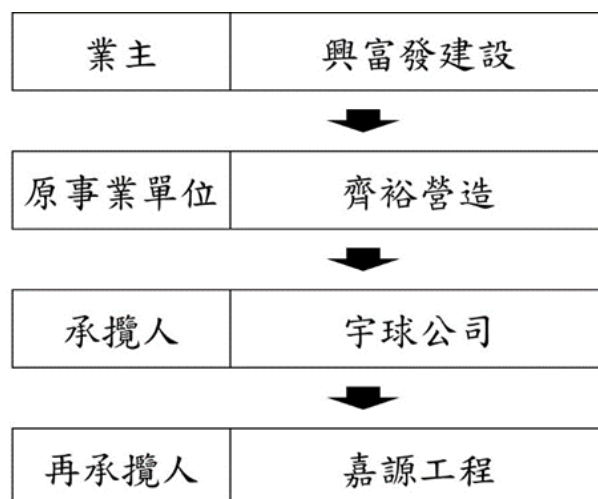 業主 興富發建設
原事業單位 齊裕營造
承攬人 宇球公司
再承攬人 嘉源工程